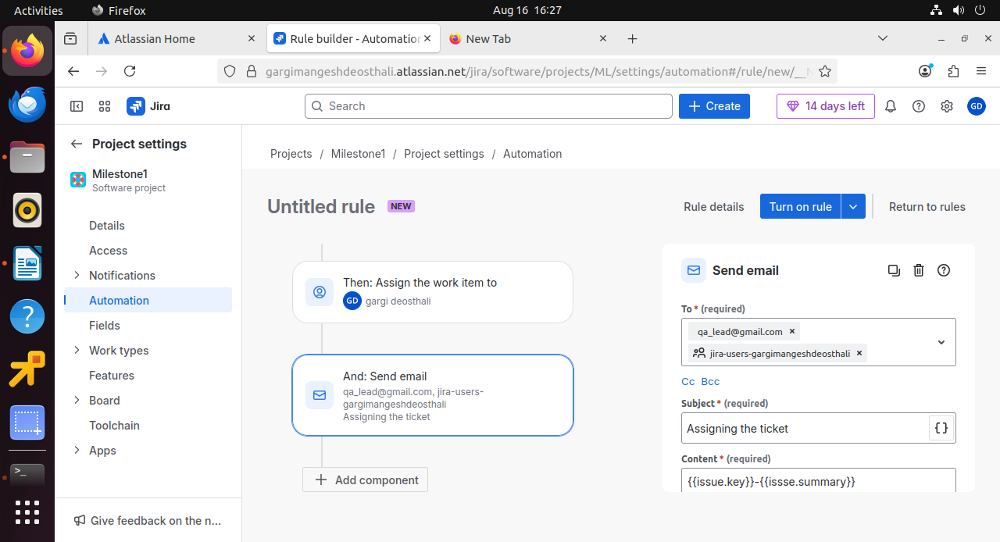 Activities
Firefox
Aug 16 16:27
Atlassian Home
Rule builder - Automation
New Tab
gargimangeshdeosthali.atlassian.net/jira/software/projects/ML/settings/automation#/rule/new/__N
Jira
Search
Create
14 days left
GD
Project settings
Milestone1
Software project
Details
Access
Notifications
Automation
Fields
Work types
Features
Board
Toolchain
Apps
Give feedback on the n...
Projects / Milestone1 / Project settings / Automation
Untitled rule
NEW
Rule details
Turn on rule
Return to rules
Then: Assign the work item to
GD gargi deosthali
And: Send email
qa_lead@gmail.com, jira-users-
gargimangeshdeosthali
Assigning the ticket
Add component
Send email
To * (required)
qa_lead@gmail.com
jira-users-gargimangeshdeosthali
Cc Bcc
Subject * (required)
Assigning the ticket
{}
Content * (required)
{{issue.key}}-{{issse.summary}}